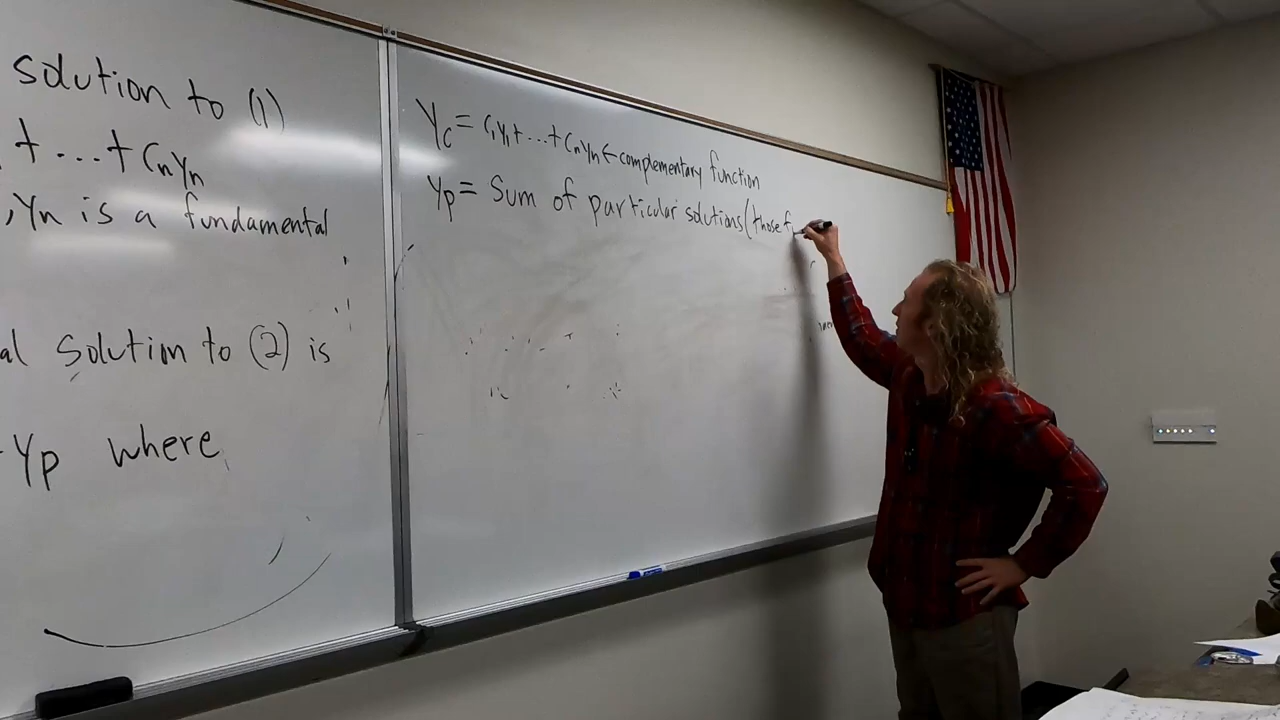 solution to (1)
+...+ CnYn
,Yn is a fundamental
al Solution to (2) is
Yp where
Yc = C1Y1+...+CnYn ← complementary function
Yp = Sum of particular solutions (those f